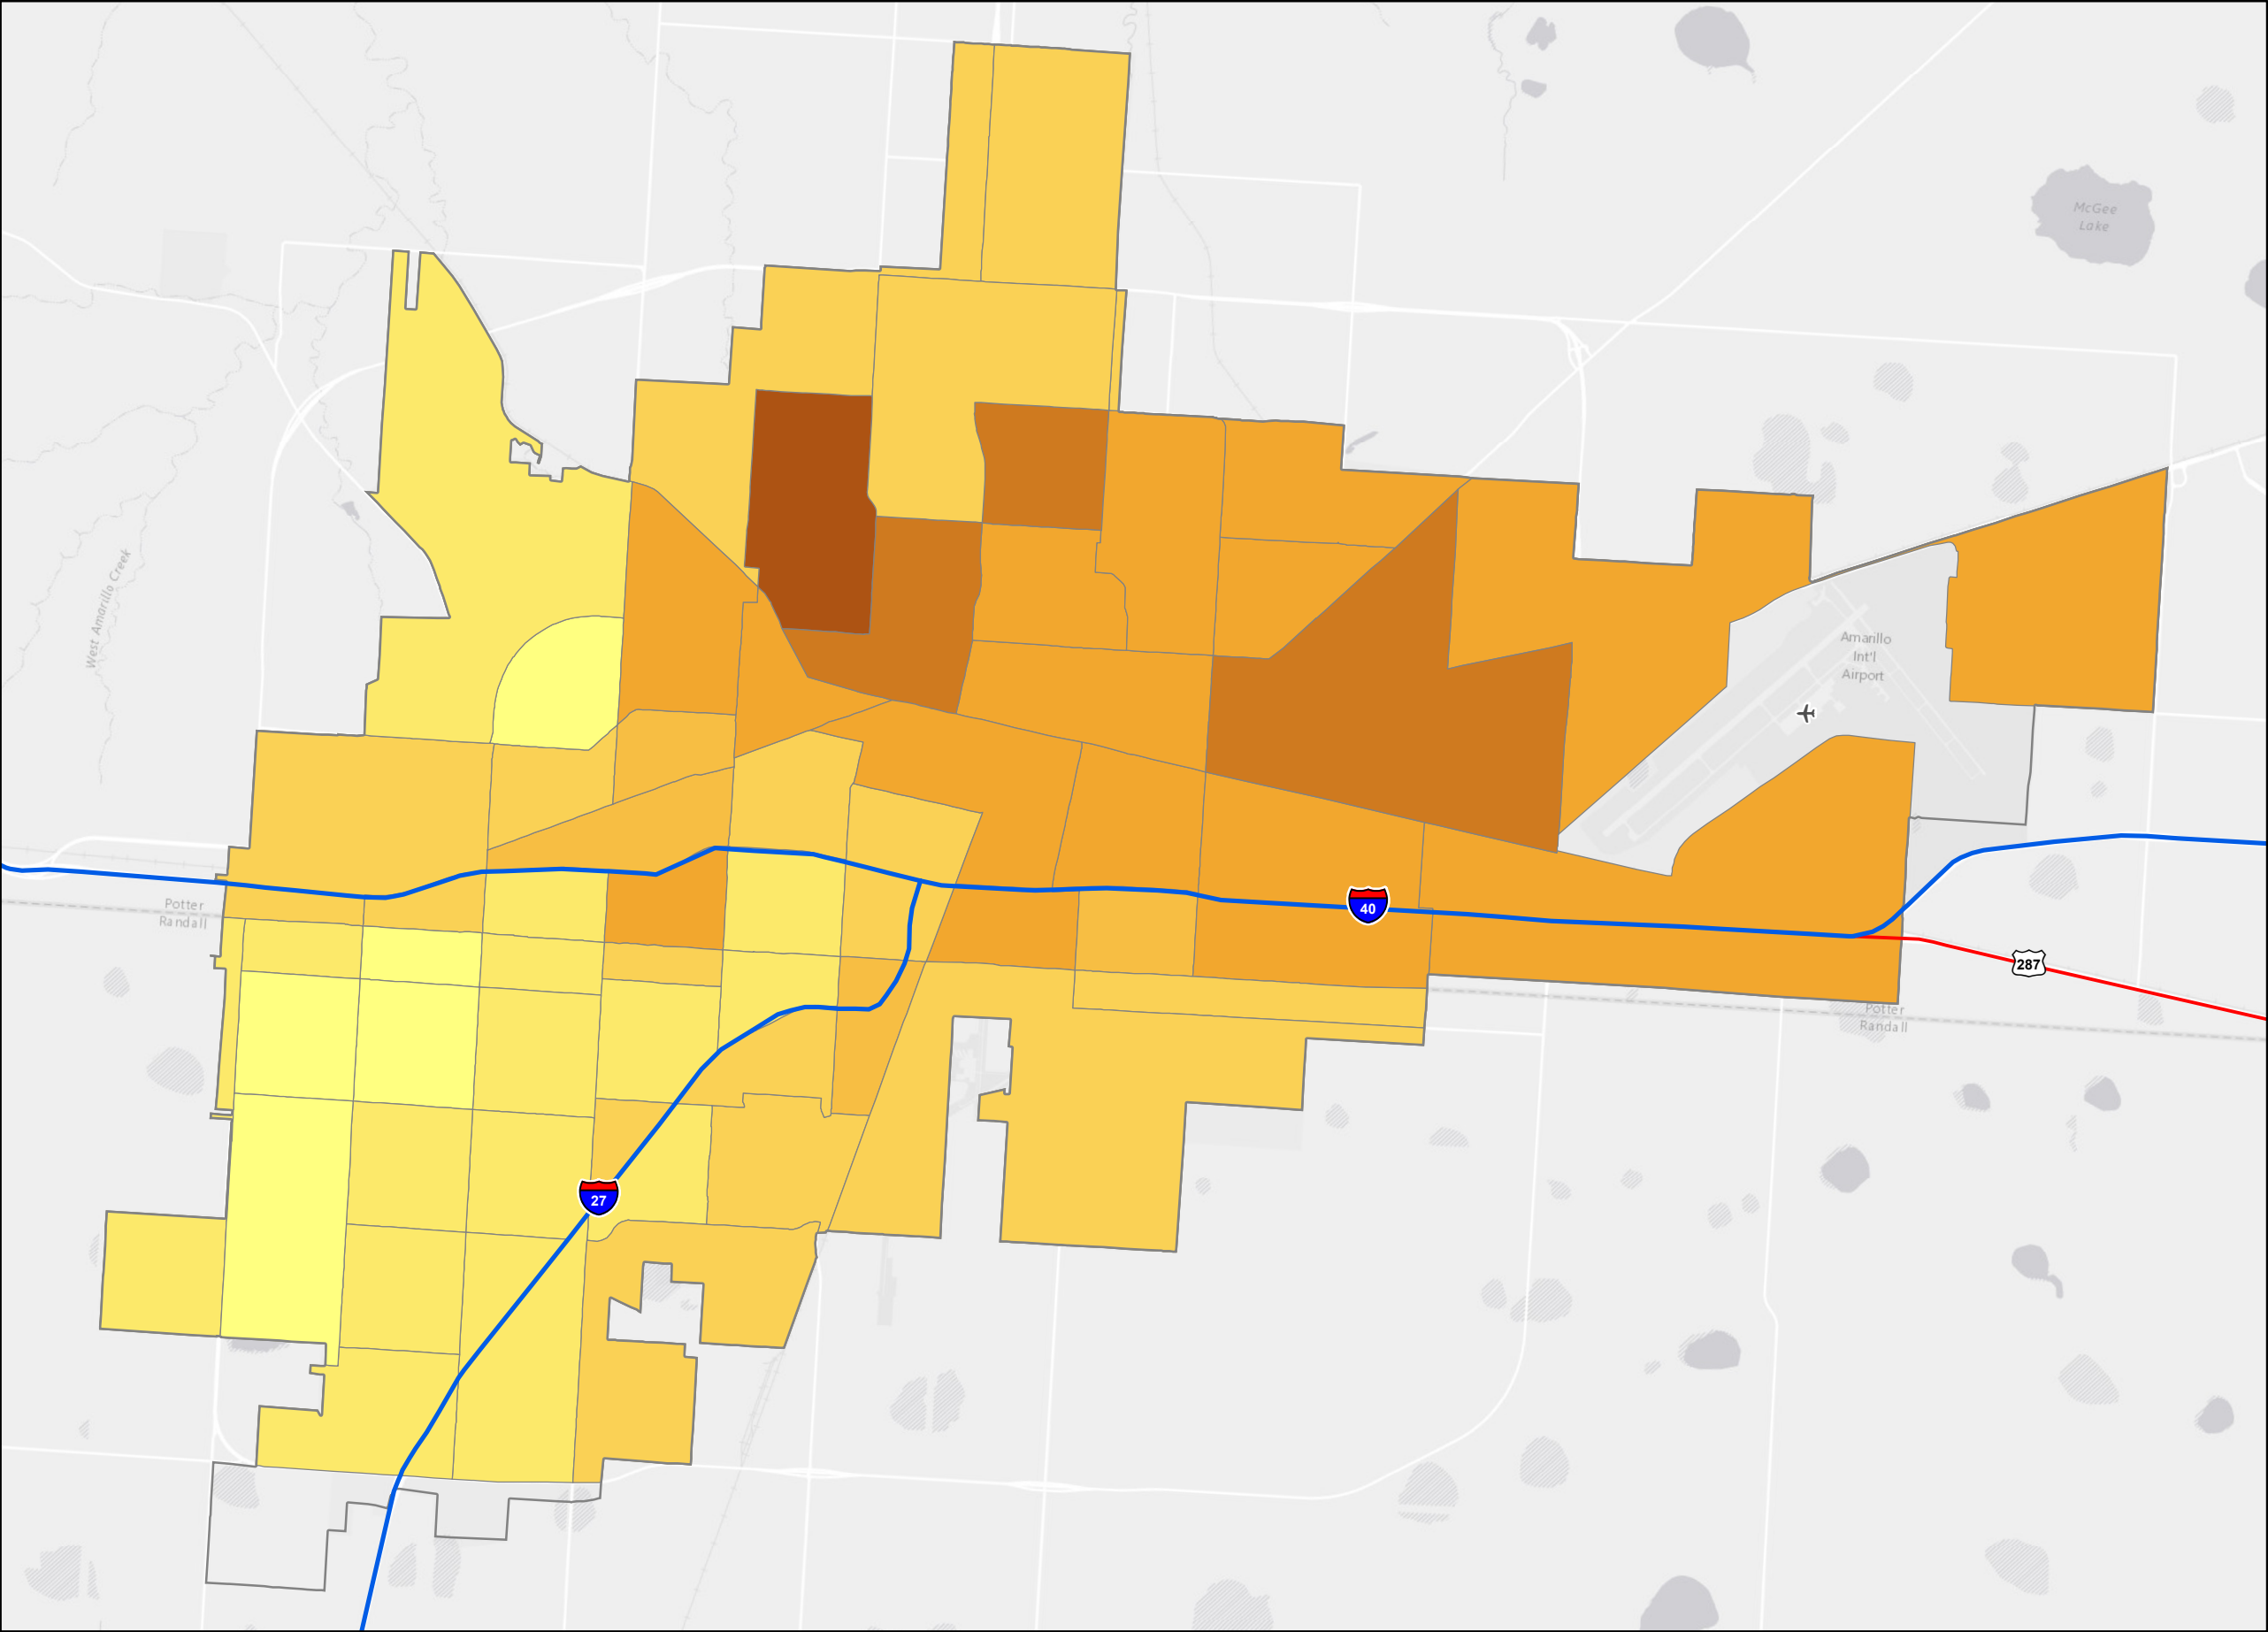 McGee
Lake
West Amarillo Creek
Amarillo
Int'l
Airport
Potter
Randall
40
287
Potter
Randall
27